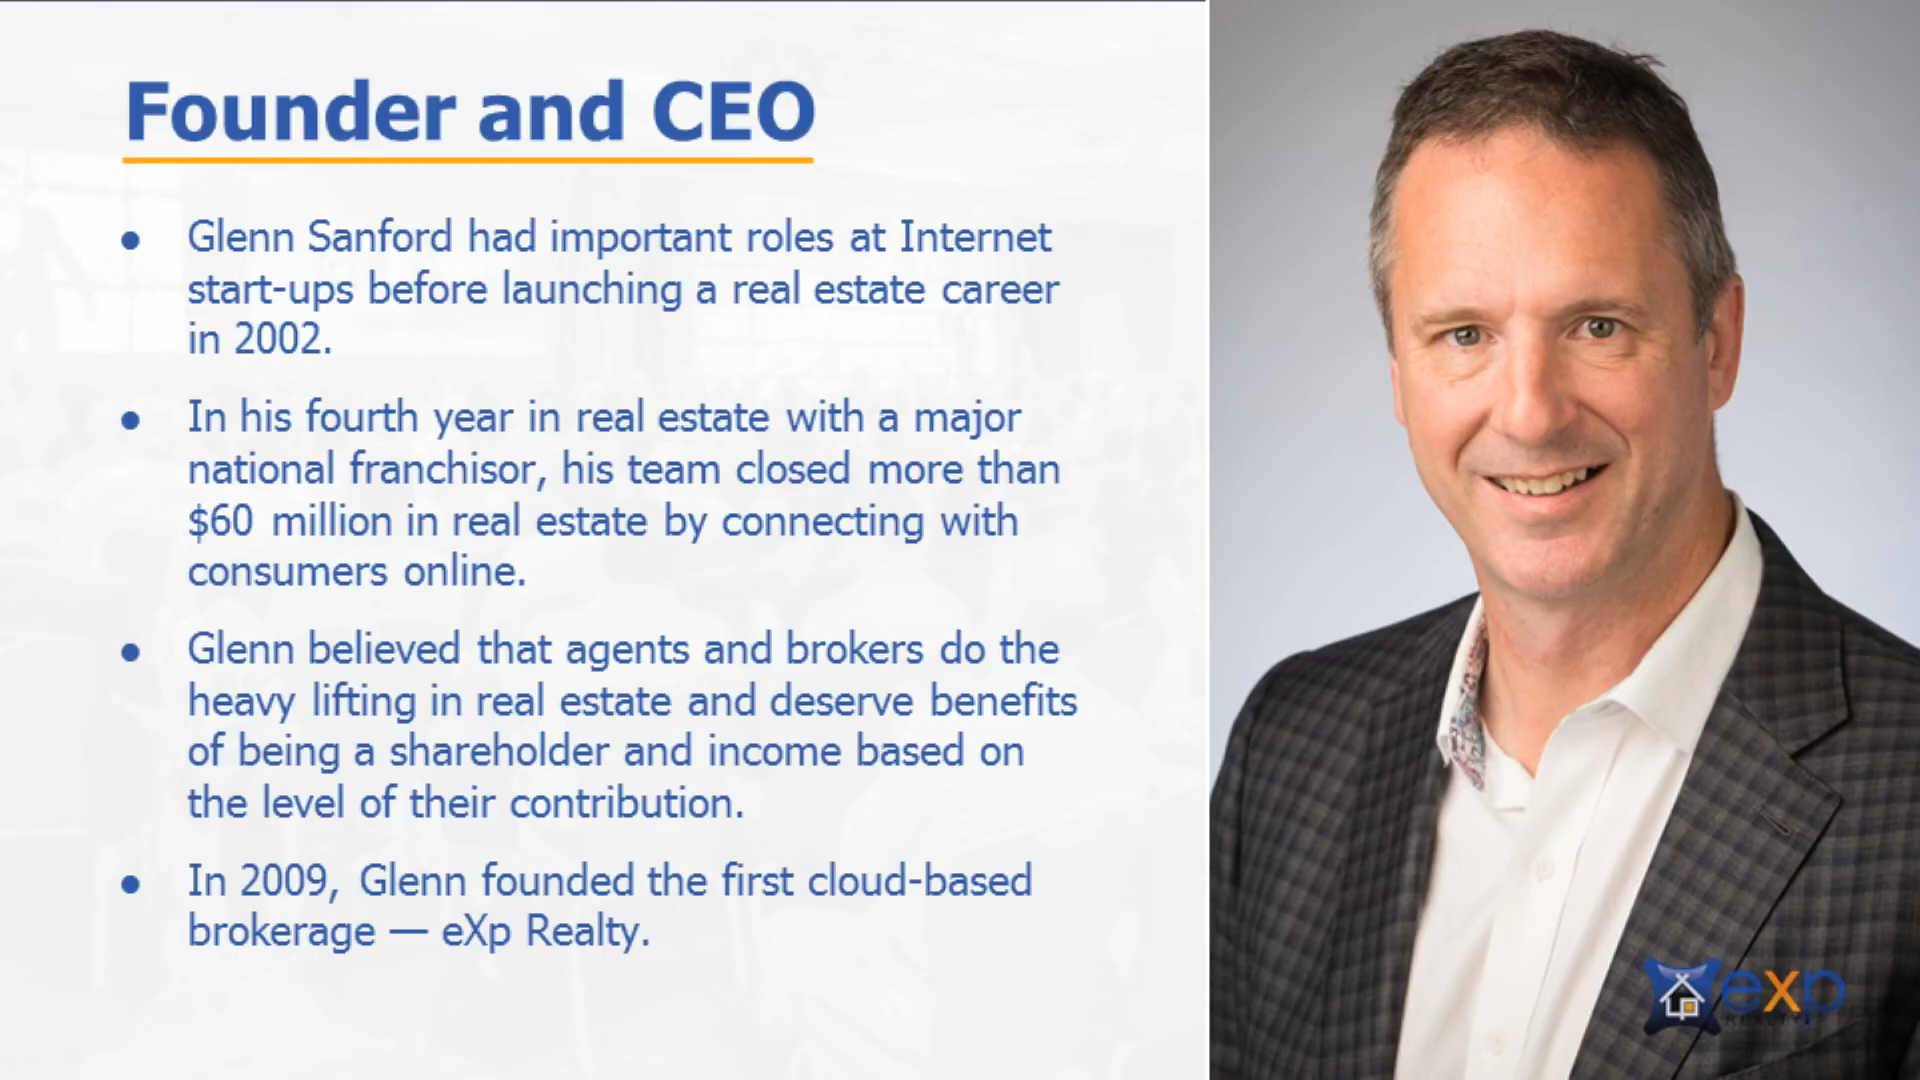 Founder and CEO
● Glenn Sanford had important roles at Internet
start-ups before launching a real estate career
in 2002.
● In his fourth year in real estate with a major
national franchisor, his team closed more than
$60 million in real estate by connecting with
consumers online.
● Glenn believed that agents and brokers do the
heavy lifting in real estate and deserve benefits
of being a shareholder and income based on
the level of their contribution.
● In 2009, Glenn founded the first cloud-based
brokerage — eXp Realty.
exp
REALTY